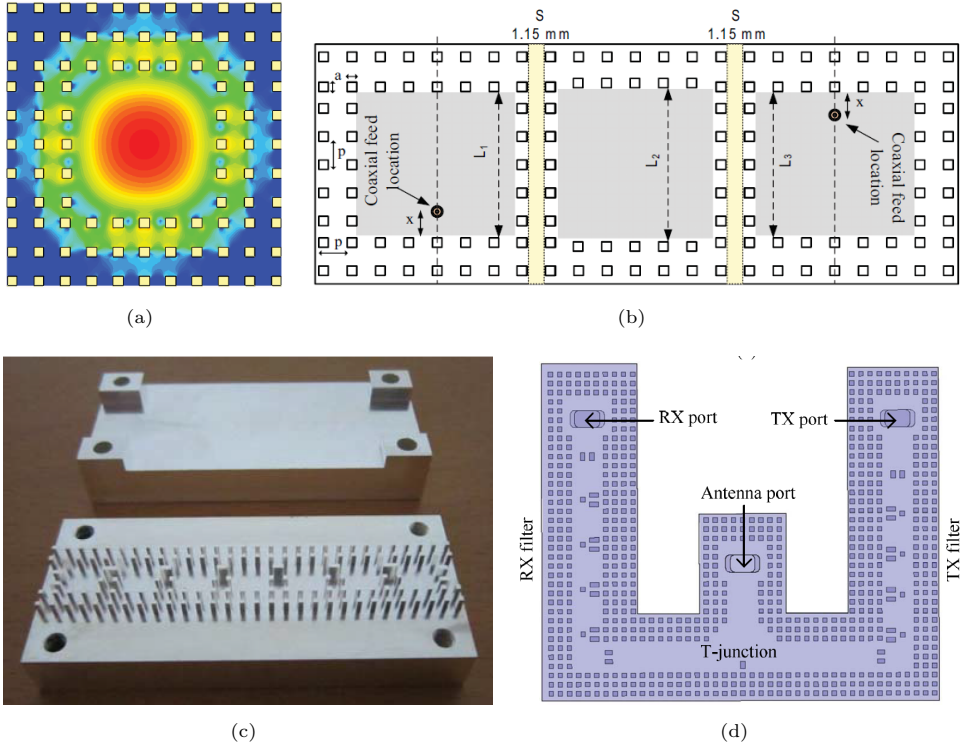 (a)
S
1.15 mm
S
1.15 mm
a
p
p
x
Coaxial feed
location
L1
L2
L3
x
Coaxial feed
location
(b)
(c)
RX port
TX port
Antenna port
RX filter
TX filter
T-junction
(d)